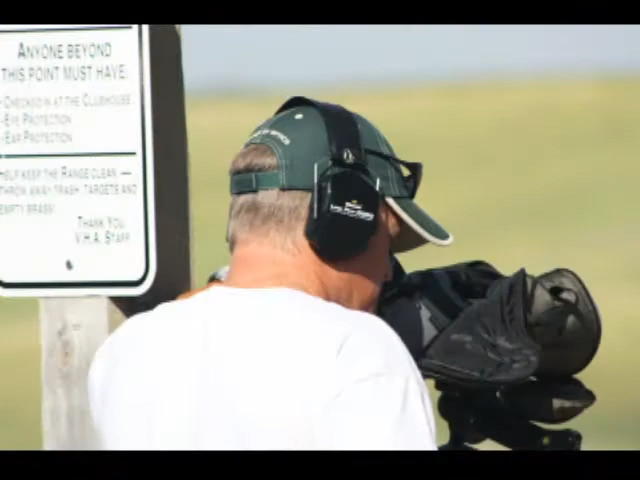 ANYONE BEYOND
THIS POINT MUST HAVE:
- CHECKED IN AT THE CLUBHOUSE
- EYE PROTECTION
- EAR PROTECTION
HELP KEEP THE RANGE CLEAN —
THROW AWAY TRASH, TARGETS AND
EMPTY BRASS!
THANK YOU,
V.H.A. STAFF